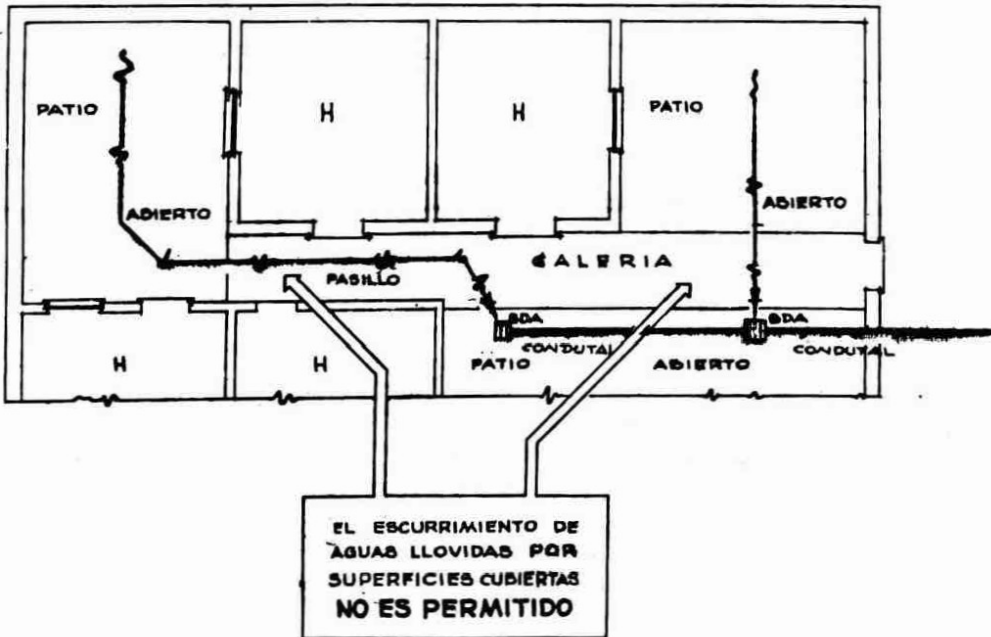 PATIO
H
H
PATIO
ABIERTO
ABIERTO
PASILLO
GALERIA
BDA
BDA
H
H
CONDUTAL
PATIO
ABIERTO
CONDUTAL
EL ESCURRIMIENTO DE
AGUAS LLOVIDAS POR
SUPERFICIES CUBIERTAS
NO ES PERMITIDO